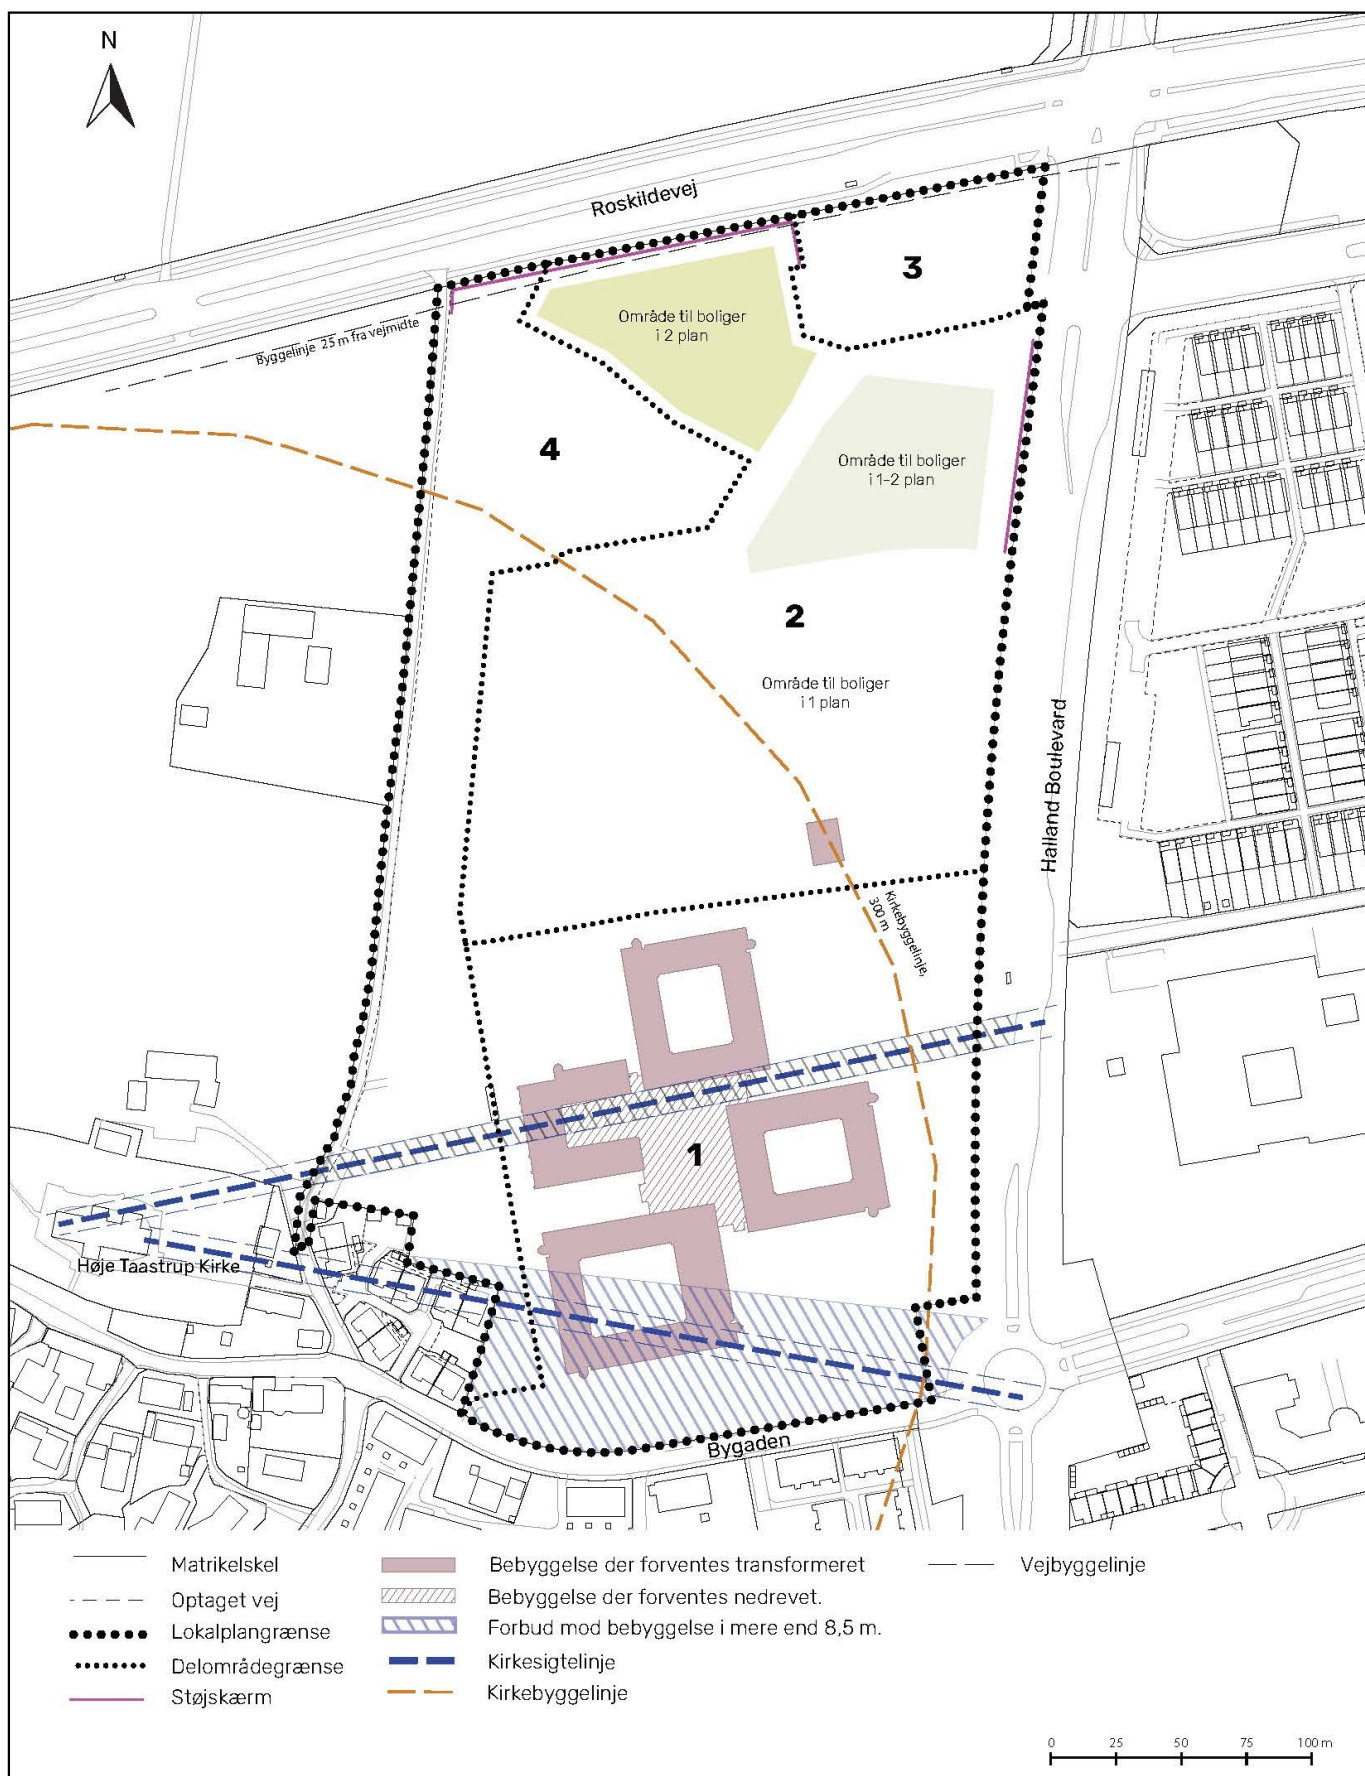 N
Roskildevej
Byggelinje 25 m fra vejmidte
3
Område til boliger
i 2 plan
4
Område til boliger
i 1-2 plan
2
Område til boliger
i 1 plan
Halland Boulevard
Kirkebyggelinje,
300 m
1
Høje Taastrup Kirke
Bygaden
Matrikelskel
Optaget vej
Lokalplangrænse
Delområdegrænse
Støjskærm
Bebyggelse der forventes transformeret
Bebyggelse der forventes nedrevet.
Forbud mod bebyggelse i mere end 8,5 m.
Kirkesigtelinje
Kirkebyggelinje
Vejbyggelinje
0 25 50 75 100 m